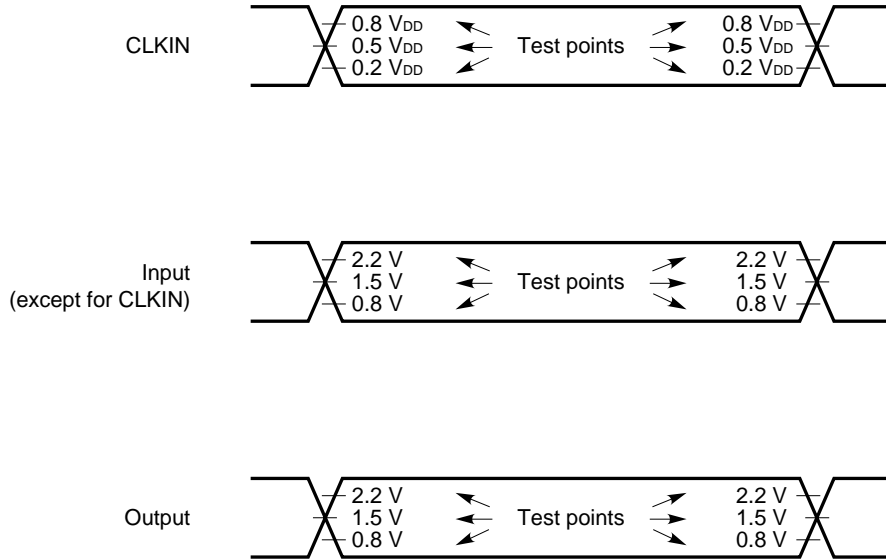 0.8 VDD 0.8 VDD
CLKIN 0.5 VDD Test points 0.5 VDD
0.2 VDD 0.2 VDD
2.2 V 2.2 V
Input 1.5 V Test points 1.5 V
(except for CLKIN) 0.8 V 0.8 V
2.2 V 2.2 V
Output 1.5 V Test points 1.5 V
0.8 V 0.8 V